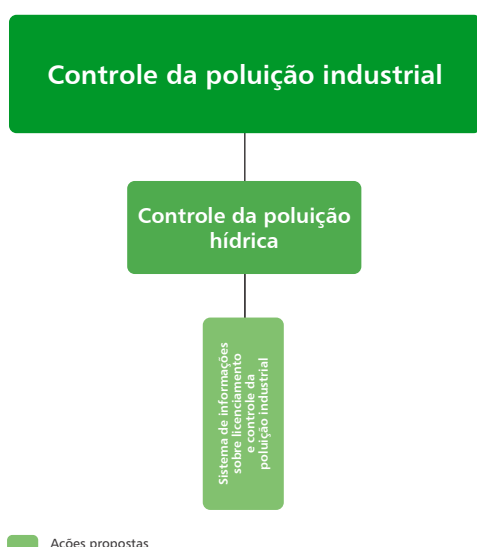 Controle da poluição industrial
Controle da poluição
hídrica
Sistema de informações
sobre licenciamento
e controle da
poluição industrial
Ações propostas